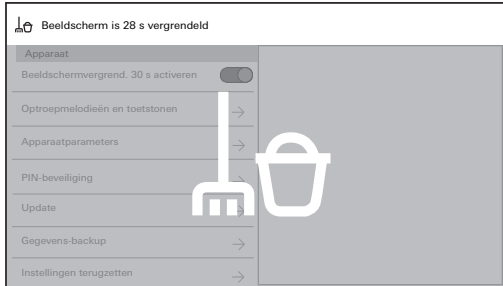 Beeldscherm is 28 s vergrendeld
Apparaat
Beeldschermvergrend. 30 s activeren
Optroepmelodieën en toetstonen
Apparaatparameters
PIN-beveiliging
Update
Gegevens-backup
Instellingen terugzetten